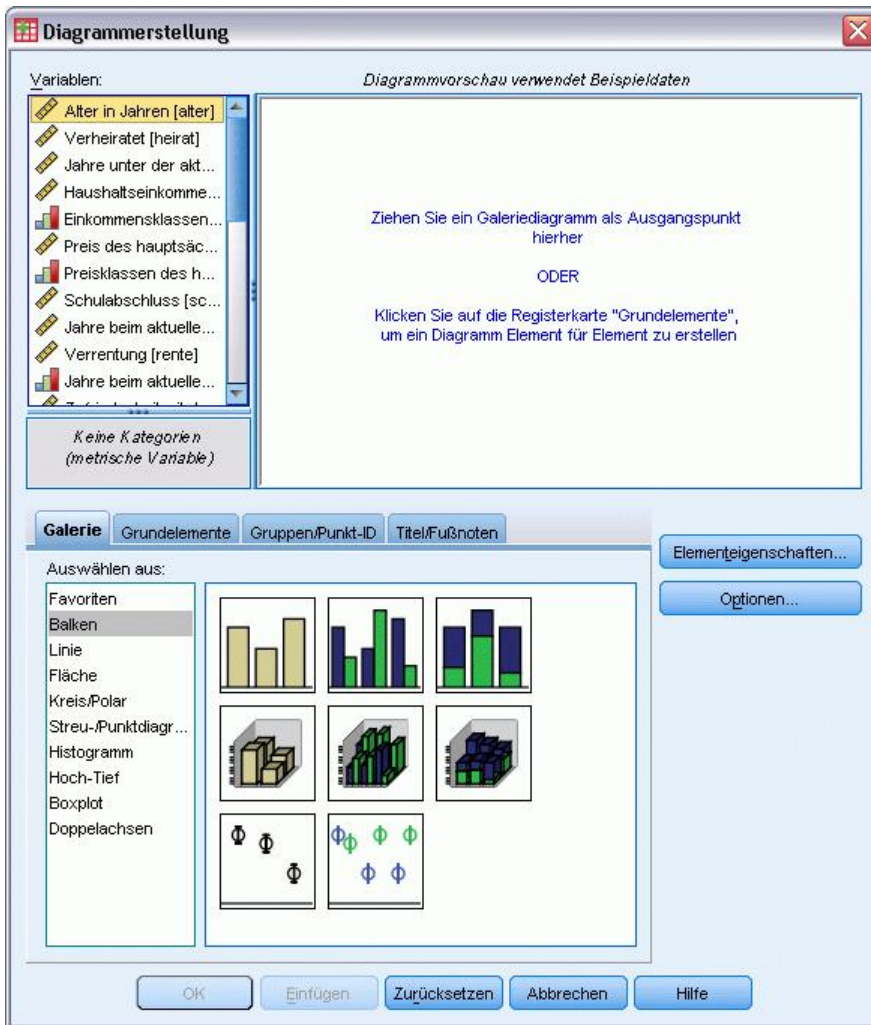 Diagrammerstellung
Variablen:
Diagrammvorschau verwendet Beispieldaten
Alter in Jahren [alter]
Verheiratet [heirat]
Jahre unter der akt...
Haushaltseinkomme...
Einkommensklassen...
Preis des hauptsäc...
Preisklassen des h...
Schulabschluss [sc...
Jahre beim aktuelle...
Verrentung [rente]
Jahre beim aktuelle...
Keine Kategorien
(metrische Variable)
Ziehen Sie ein Galeriediagramm als Ausgangspunkt
hierher
ODER
Klicken Sie auf die Registerkarte "Grundelemente",
um ein Diagramm Element für Element zu erstellen
Galerie Grundelemente Gruppen/Punkt-ID Titel/Fußnoten
Elementeigenschaften...
Optionen...
Auswählen aus:
Favoriten
Balken
Linie
Fläche
Kreis/Polar
Streu-/Punktdiagr...
Histogramm
Hoch-Tief
Boxplot
Doppelachsen
OK Einfügen Zurücksetzen Abbrechen Hilfe